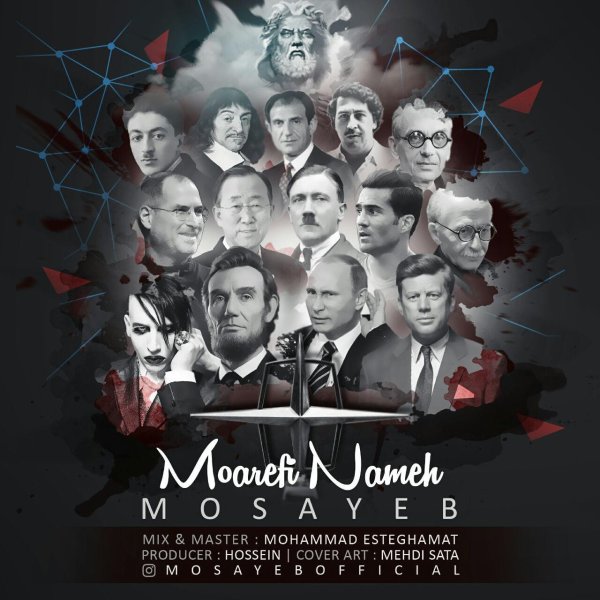 Moarefi Nameh
MOSAYEB
MIX & MASTER : MOHAMMAD ESTEGHAMAT
PRODUCER : HOSSEIN | COVER ART : MEHDI SATA
MOSAYEBOFFICIAL